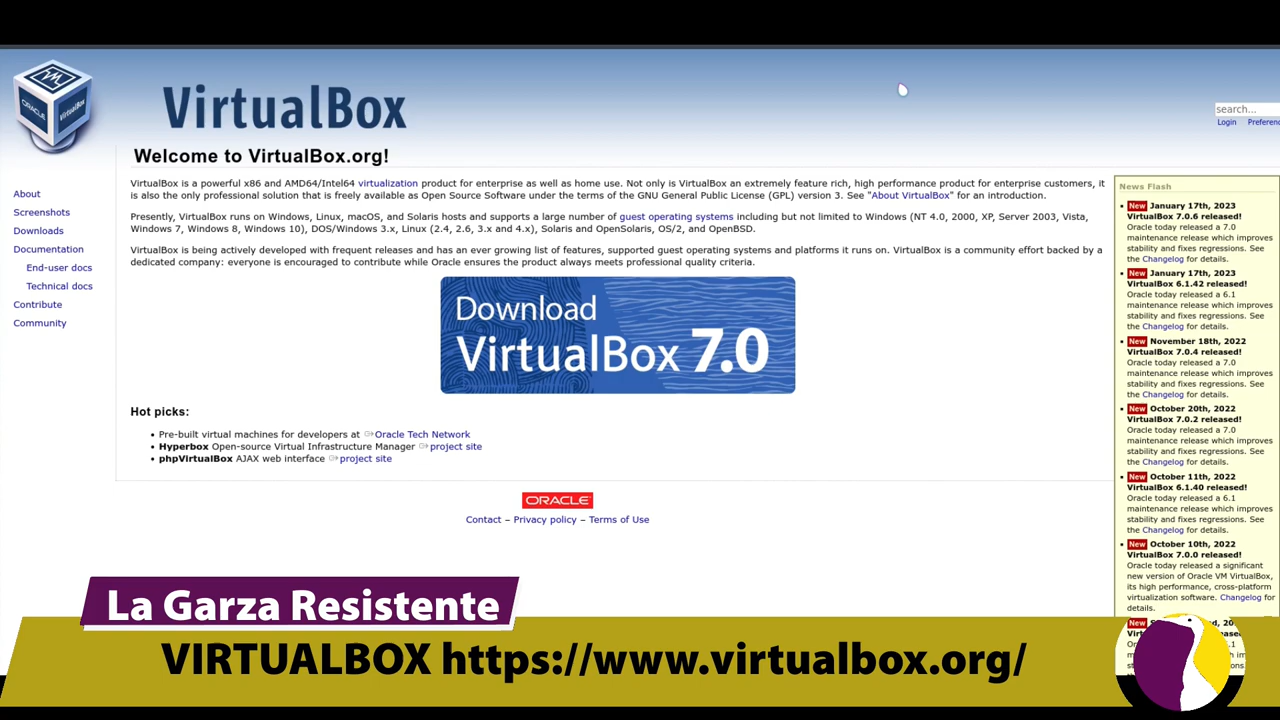 ORACLE
VirtualBox
VirtualBox
search...
Login Preferenc
Welcome to VirtualBox.org!
About
Screenshots
Downloads
Documentation
End-user docs
Technical docs
Contribute
Community
VirtualBox is a powerful x86 and AMD64/Intel64 virtualization product for enterprise as well as home use. Not only is VirtualBox an extremely feature rich, high performance product for enterprise customers, it
is also the only professional solution that is freely available as Open Source Software under the terms of the GNU General Public License (GPL) version 3. See "About VirtualBox" for an introduction.
Presently, VirtualBox runs on Windows, Linux, macOS, and Solaris hosts and supports a large number of guest operating systems including but not limited to Windows (NT 4.0, 2000, XP, Server 2003, Vista,
Windows 7, Windows 8, Windows 10), DOS/Windows 3.x, Linux (2.4, 2.6, 3.x and 4.x), Solaris and OpenSolaris, OS/2, and OpenBSD.
VirtualBox is being actively developed with frequent releases and has an ever growing list of features, supported guest operating systems and platforms it runs on. VirtualBox is a community effort backed by a
dedicated company: everyone is encouraged to contribute while Oracle ensures the product always meets professional quality criteria.
Download
VirtualBox 7.0
Hot picks:
• Pre-built virtual machines for developers at Oracle Tech Network
• Hyperbox Open-source Virtual Infrastructure Manager project site
• phpVirtualBox AJAX web interface project site
ORACLE
Contact – Privacy policy – Terms of Use
News Flash
• New January 17th, 2023
VirtualBox 7.0.6 released!
Oracle today released a 7.0
maintenance release which improves
stability and fixes regressions. See
the Changelog for details.
• New January 17th, 2023
VirtualBox 6.1.42 released!
Oracle today released a 6.1
maintenance release which improves
stability and fixes regressions. See
the Changelog for details.
• New November 18th, 2022
VirtualBox 7.0.4 released!
Oracle today released a 7.0
maintenance release which improves
stability and fixes regressions. See
the Changelog for details.
• New October 20th, 2022
VirtualBox 7.0.2 released!
Oracle today released a 7.0
maintenance release which improves
stability and fixes regressions. See
the Changelog for details.
• New October 11th, 2022
VirtualBox 6.1.40 released!
Oracle today released a 6.1
maintenance release which improves
stability and fixes regressions. See
the Changelog for details.
• New October 10th, 2022
VirtualBox 7.0.0 released!
Oracle today released a significant
new version of Oracle VM VirtualBox,
its high performance, cross-platform
virtualization software. Changelog for
details.
New
La Garza Resistente
VIRTUALBOX https://www.virtualbox.org/